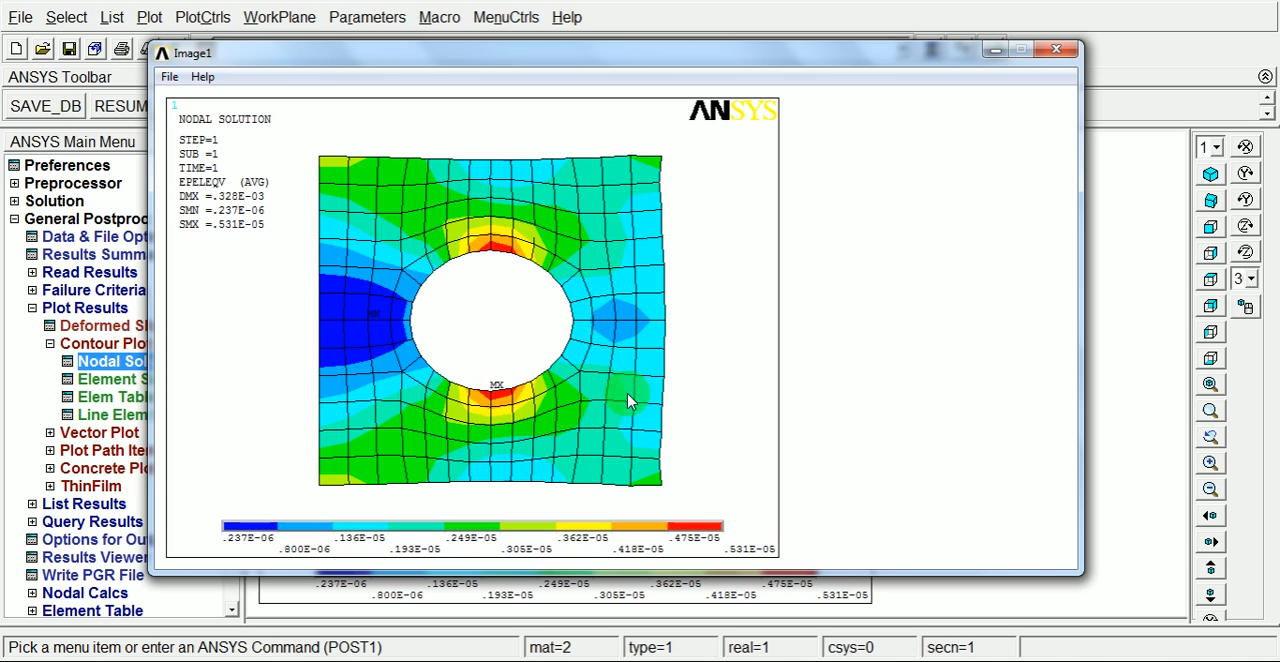 File Select List Plot PlotCtrls WorkPlane Parameters Macro MenuCtrls Help
ANSYS Toolbar
SAVE_DB RESUM
ANSYS Main Menu
Preferences
Preprocessor
Solution
General Postproc
Data & File Opt
Results Summ
Read Results
Failure Criteria
Plot Results
Deformed S
Contour Plo
Nodal So
Element S
Elem Tabl
Line Elem
Vector Plot
Plot Path Ite
Concrete Plo
ThinFilm
List Results
Query Results
Options for Ou
Results Viewer
Write PGR File
Nodal Calcs
Element Table
Image1
File Help
1
NODAL SOLUTION
STEP=1
SUB =1
TIME=1
EPELEQV (AVG)
DMX =.328E-03
SMN =.237E-06
SMX =.531E-05
ANSYS
MX
.237E-06 .136E-05 .249E-05 .362E-05 .475E-05
.800E-06 .193E-05 .305E-05 .418E-05 .531E-05
.237E-06 .136E-05 .249E-05 .362E-05 .475E-05
.800E-06 .193E-05 .305E-05 .418E-05 .531E-05
1
3
Pick a menu item or enter an ANSYS Command (POST1) mat=2 type=1 real=1 csys=0 secn=1